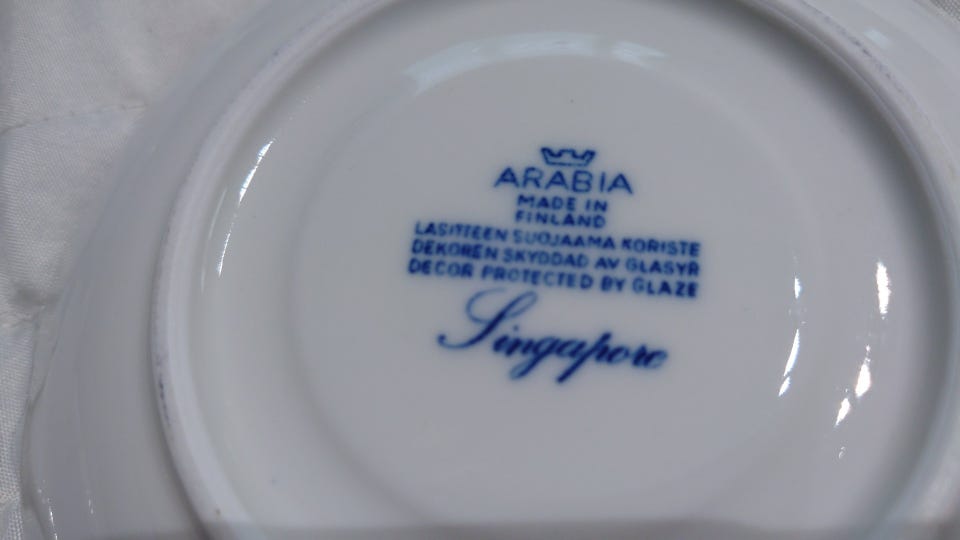 ARABIA
MADE IN
FINLAND
LASITTEEN SUOJAAMA KORISTE
DEKOREN SKYDDAD AV GLASYR
DECOR PROTECTED BY GLAZE
Singapore